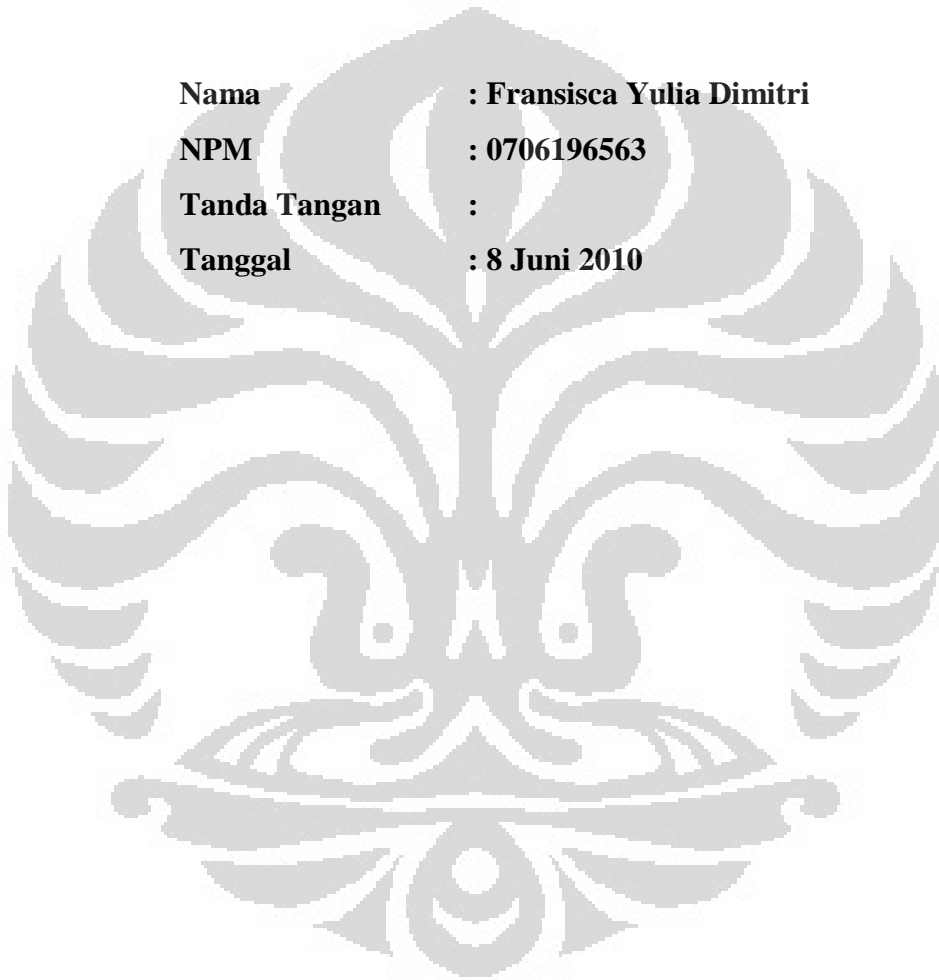 Nama : Fransisca Yulia Dimitri
NPM : 0706196563
Tanda Tangan :
Tanggal : 8 Juni 2010